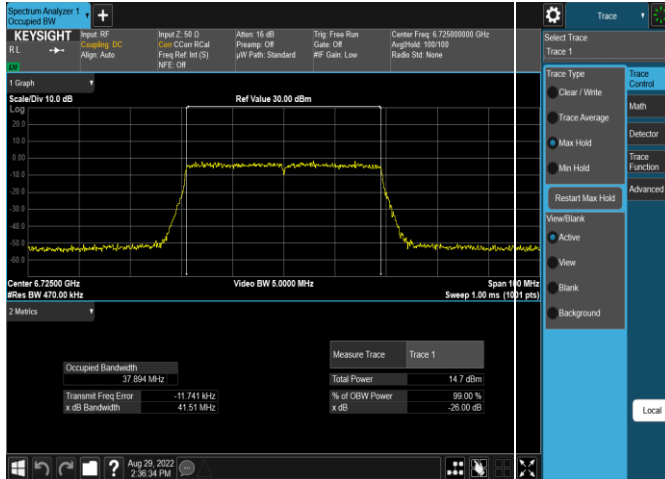 Spectrum Analyzer 1
Occupied BW
KEYSIGHT
R L
Input: RF
Coupling: DC
Align: Auto
Input Z: 50 Ω
Corr CCorr RCal
Freq Ref: Int (S)
NFE: Off
Atten: 16 dB
Preamp: Off
µW Path: Standard
Trig: Free Run
Gate: Off
#IF Gain: Low
Center Freq: 6.725000000 GHz
Avg|Hold: 100/100
Radio Std: None
1 Graph
Scale/Div 10.0 dB
Ref Value 30.00 dBm
Log
20.0
10.0
0.00
-10.0
-20.0
-30.0
-40.0
-50.0
-60.0
Center 6.72500 GHz
#Res BW 470.00 kHz
Video BW 5.0000 MHz
Span 100 MHz
Sweep 1.00 ms (1001 pts)
2 Metrics
Occupied Bandwidth
37.894 MHz
Transmit Freq Error -11.741 kHz
x dB Bandwidth 41.51 MHz
Measure Trace Trace 1
Total Power 14.7 dBm
% of OBW Power 99.00 %
x dB -26.00 dB
Aug 29, 2022
2:36:34 PM
Trace
Select Trace
Trace 1
Trace Type
Clear / Write
Trace Average
Max Hold
Min Hold
Restart Max Hold
View/Blank
Active
View
Blank
Background
Trace
Control
Math
Detector
Trace
Function
Advanced
Local